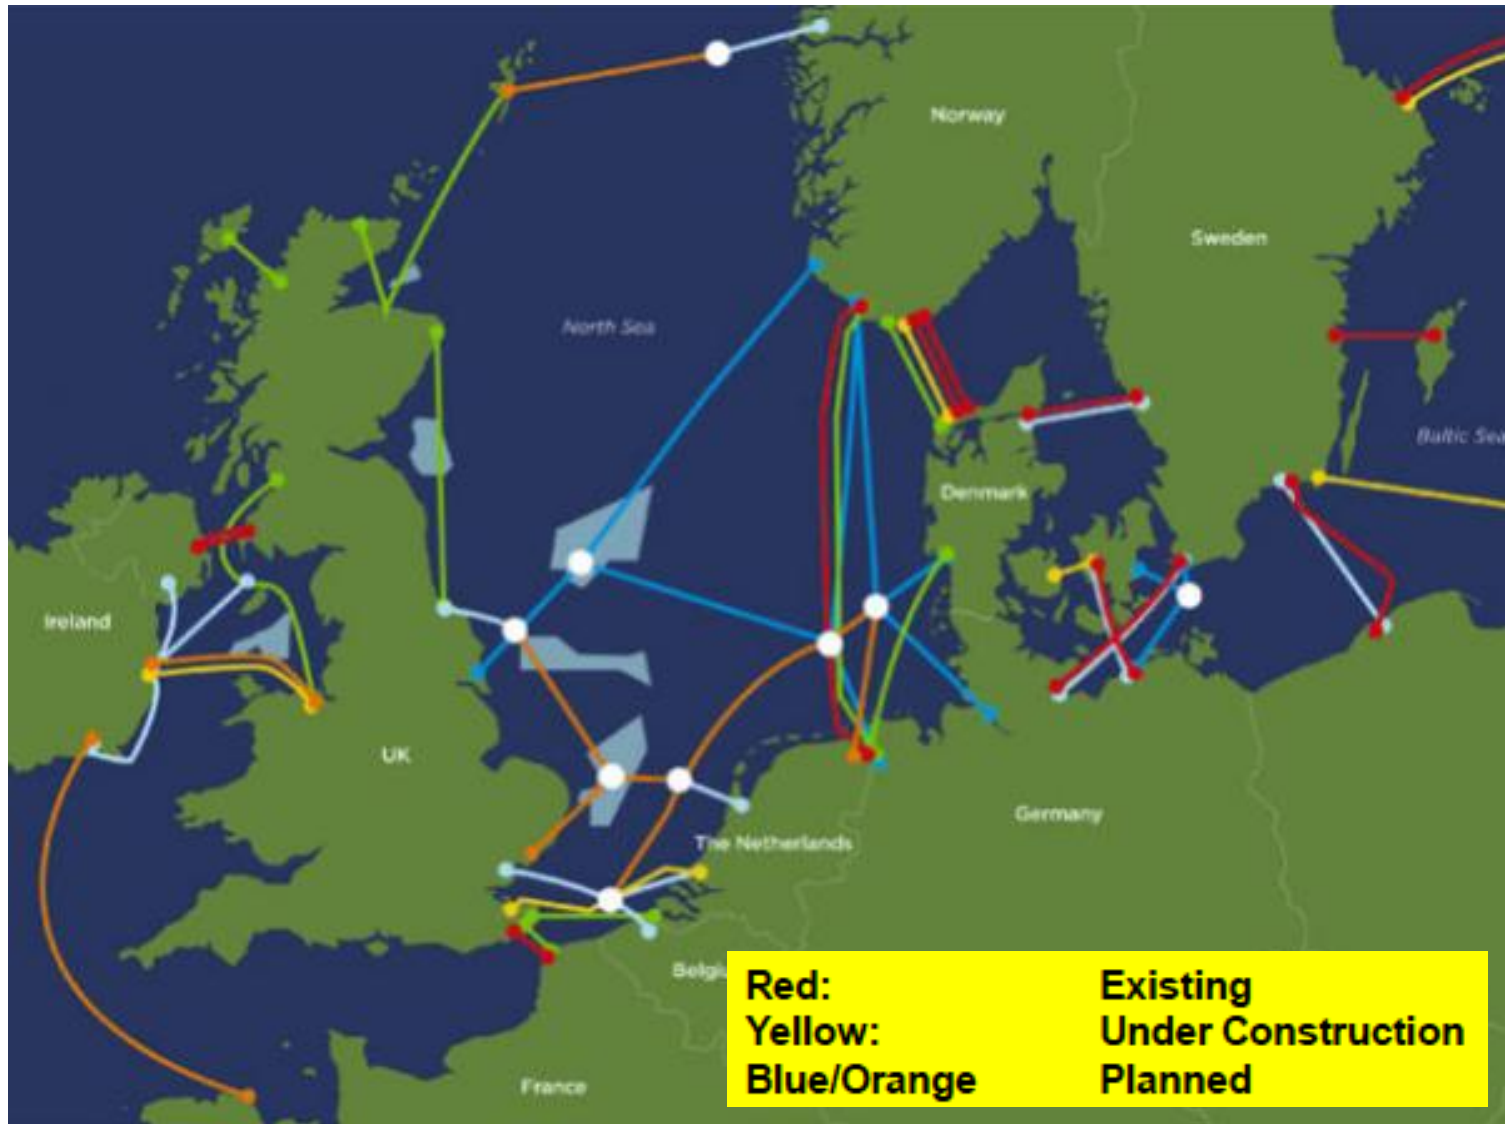 Norway
Sweden
North Sea
Baltic Sea
Denmark
Ireland
UK
Germany
The Netherlands
Belgiu
France
Red: Existing
Yellow: Under Construction
Blue/Orange Planned